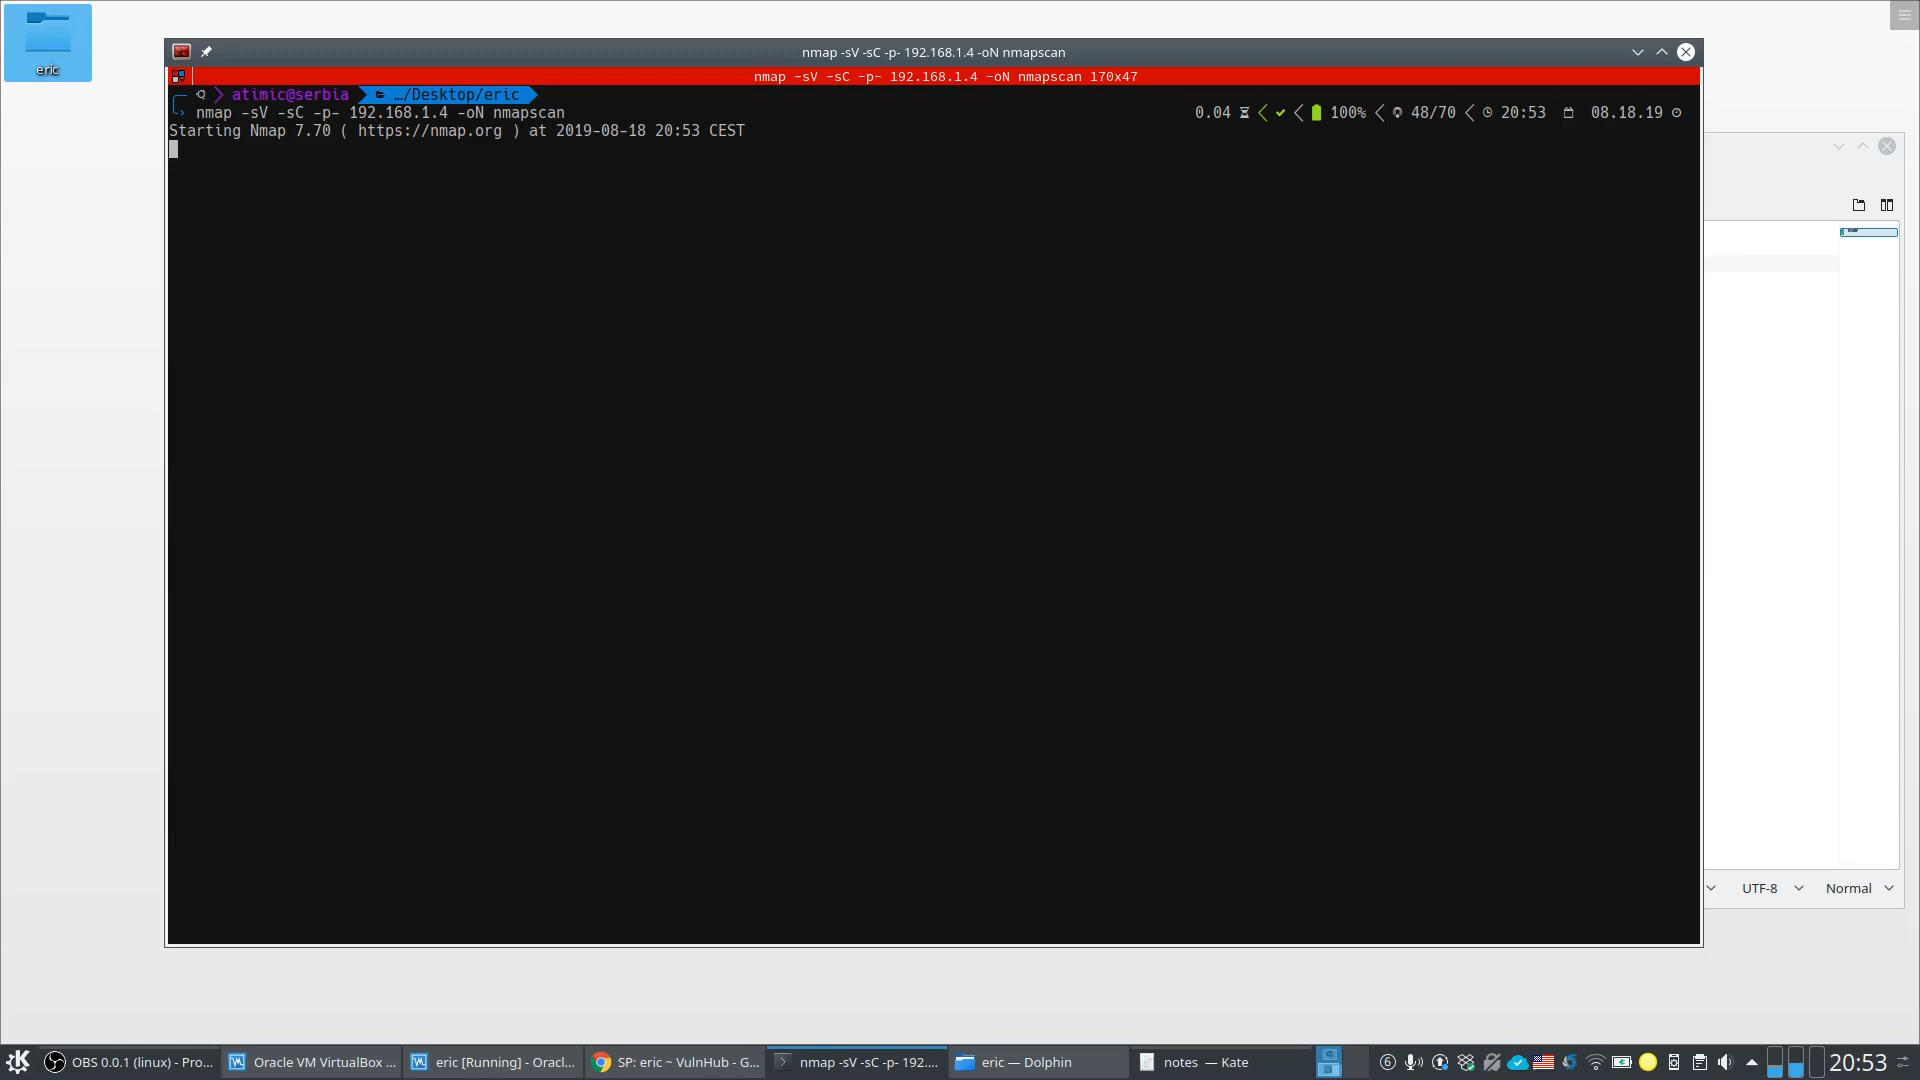 eric
nmap -sV -sC -p- 192.168.1.4 -oN nmapscan
nmap -sV -sC -p- 192.168.1.4 -oN nmapscan 170x47
atimic@serbia …/Desktop/eric
nmap -sV -sC -p- 192.168.1.4 -oN nmapscan 0.04 100% 48/70 20:53 08.18.19
Starting Nmap 7.70 ( https://nmap.org ) at 2019-08-18 20:53 CEST
UTF-8 Normal
OBS 0.0.1 (linux) - Pro... Oracle VM VirtualBox ... eric [Running] - Oracl... SP: eric ~ VulnHub - G... nmap -sV -sC -p- 192.... eric — Dolphin notes — Kate 6 20:53